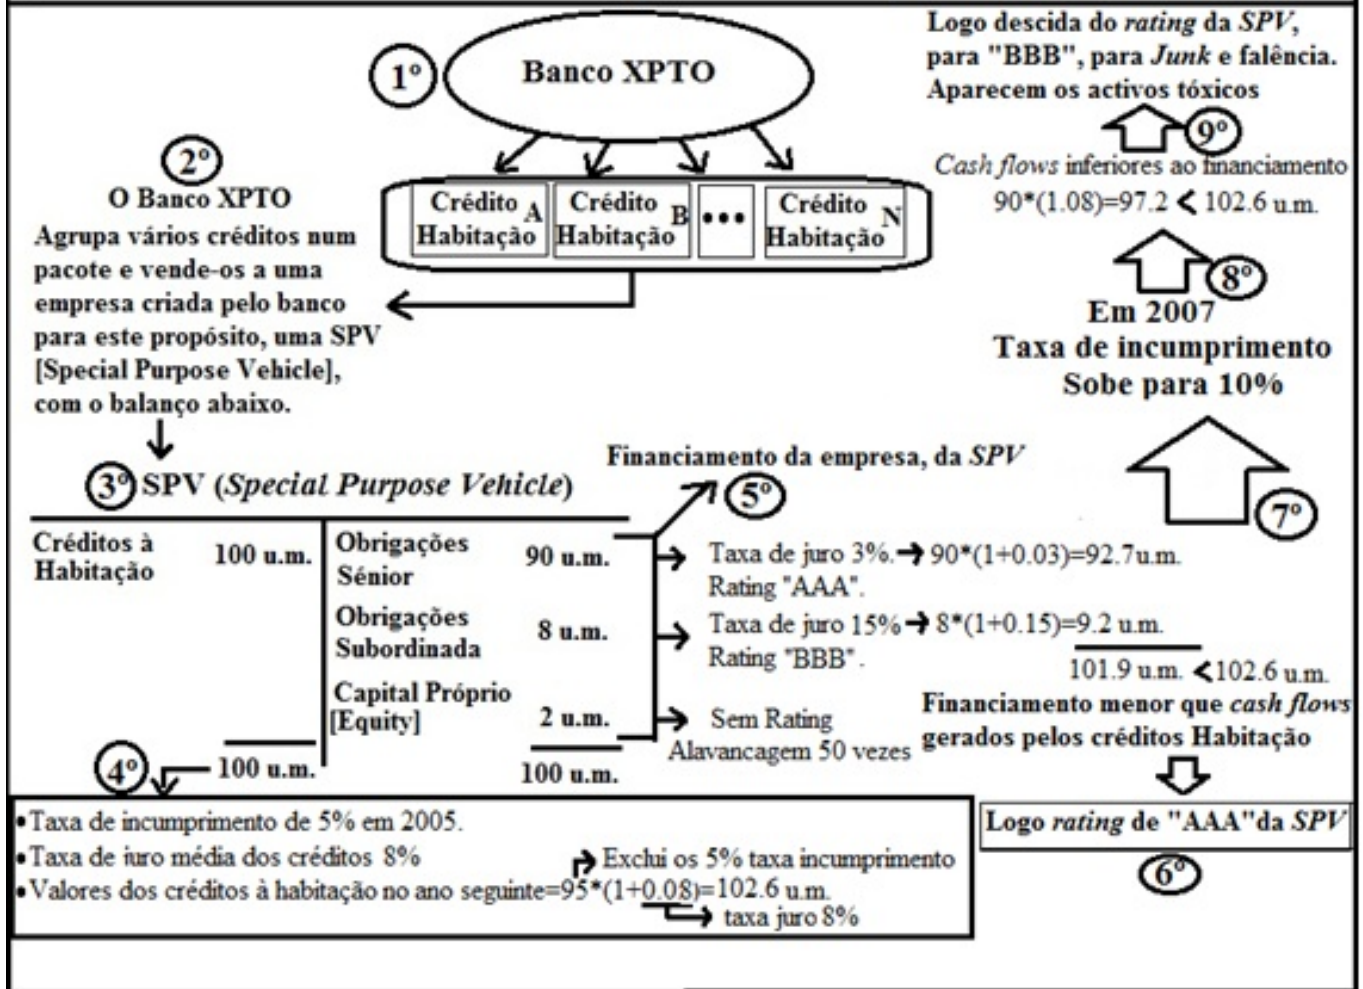 1º
Banco XPTO
Crédito A
Habitação
Crédito B
Habitação
...
Crédito N
Habitação
2º
O Banco XPTO
Agrupa vários créditos num
pacote e vende-os a uma
empresa criada pelo banco
para este propósito, uma SPV
[Special Purpose Vehicle],
com o balanço abaixo.
3º SPV (Special Purpose Vehicle)
Créditos à
Habitação
100 u.m.
100 u.m.
Obrigações
Sénior
90 u.m.
Obrigações
Subordinada
8 u.m.
Capital Próprio
[Equity]
2 u.m.
100 u.m.
4º
•Taxa de incumprimento de 5% em 2005.
•Taxa de juro média dos créditos 8%
Exclui os 5% taxa incumprimento
•Valores dos créditos à habitação no ano seguinte=95*(1+0.08)=102.6 u.m.
taxa juro 8%
Financiamento da empresa, da SPV
5º
Taxa de juro 3%. ➔ 90*(1+0.03)=92.7u.m.
Rating "AAA".
Taxa de juro 15% ➔ 8*(1+0.15)=9.2 u.m.
Rating "BBB".
101.9 u.m. <102.6 u.m.
Sem Rating
Alavancagem 50 vezes
Financiamento menor que cash flows
gerados pelos créditos Habitação
Logo rating de "AAA"da SPV
6º
7º
Em 2007
Taxa de incumprimento
Sobe para 10%
8º
Cash flows inferiores ao financiamento
90*(1.08)=97.2 < 102.6 u.m.
9º
Logo descida do rating da SPV,
para "BBB", para Junk e falência.
Aparecem os activos tóxicos